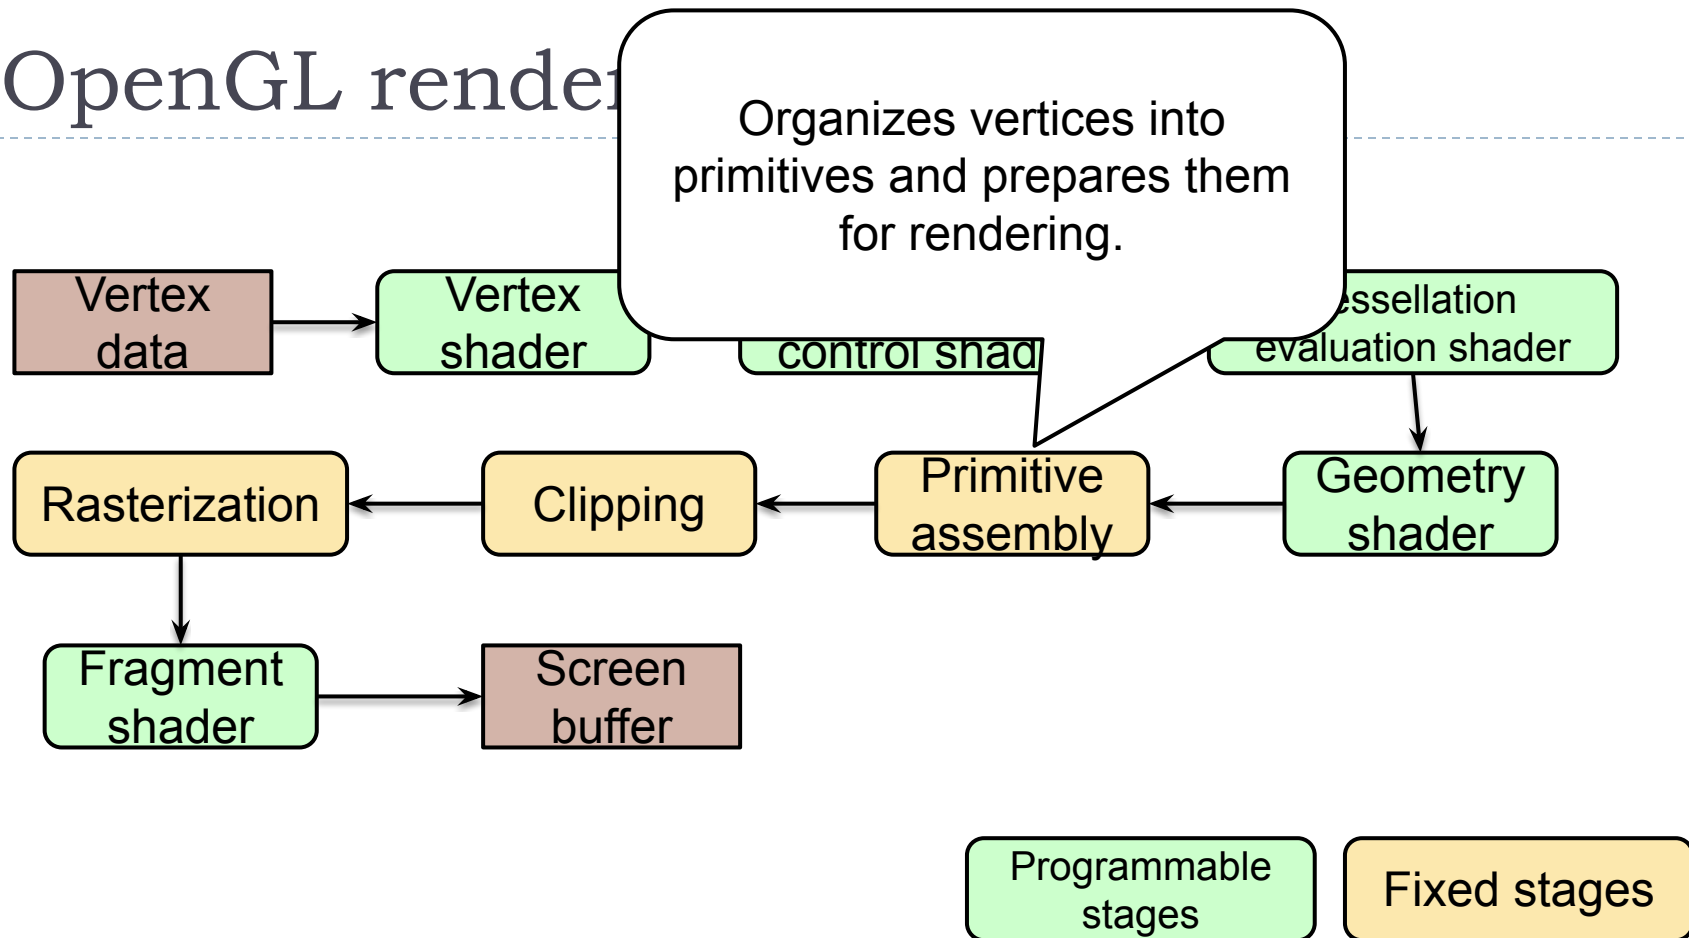 OpenGL render
Organizes vertices into
primitives and prepares them
for rendering.
Vertex
data
Vertex
shader
control shad
essellation
evaluation shader
Rasterization
Clipping
Primitive
assembly
Geometry
shader
Fragment
shader
Screen
buffer
Programmable
stages
Fixed stages